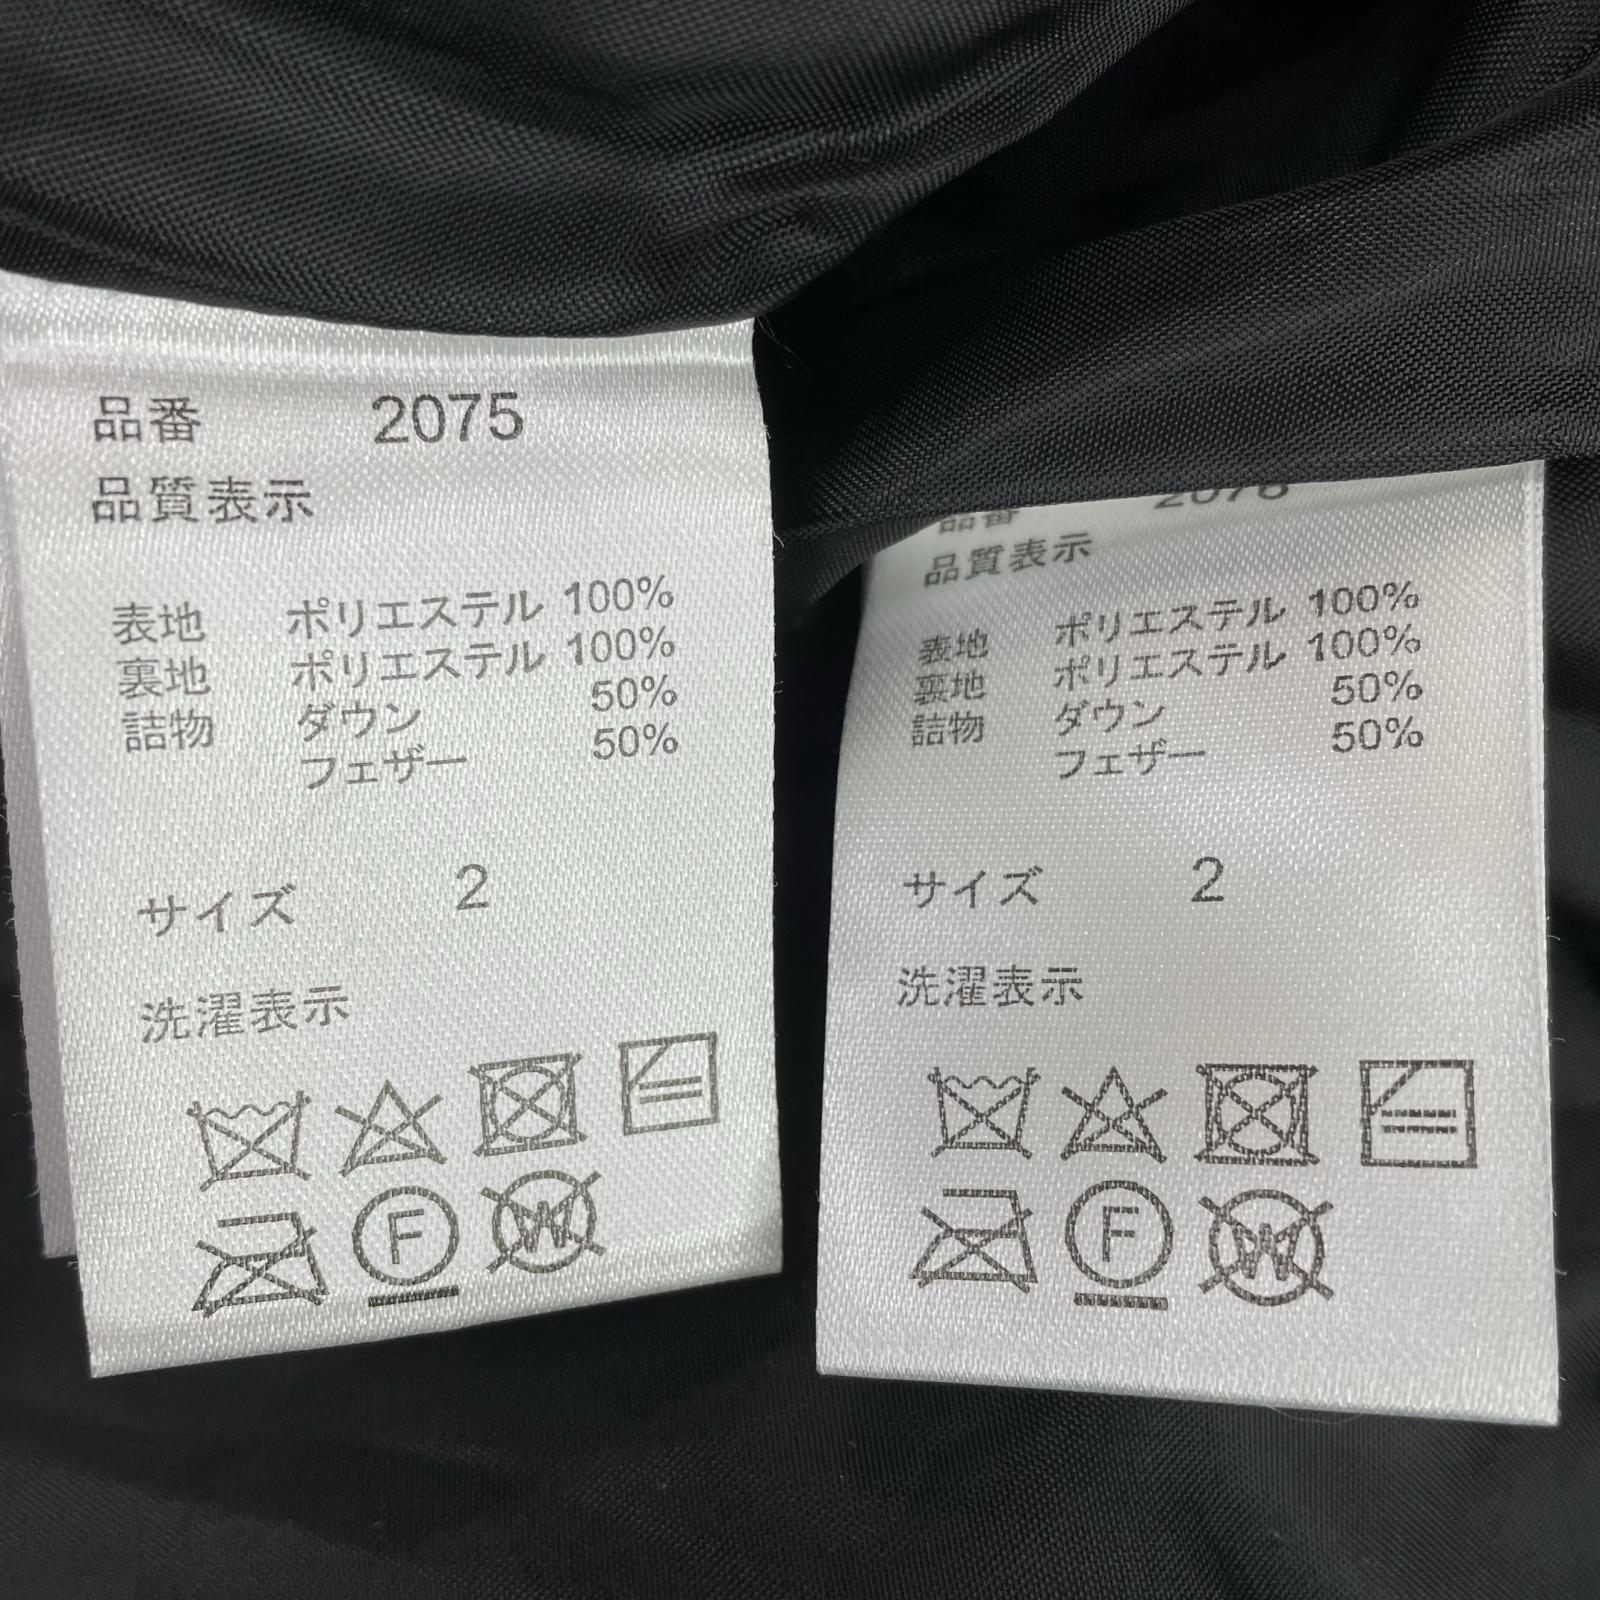 品番 2075
品質表示
表地 ポリエステル 100%
裏地 ポリエステル 100%
詰物 ダウン 50%
フェザー 50%
サイズ 2
洗濯表示
F
W
品番
品質表示
表地 ポリエステル 100%
裏地 ポリエステル 100%
詰物 ダウン 50%
フェザー 50%
サイズ 2
洗濯表示
F
W